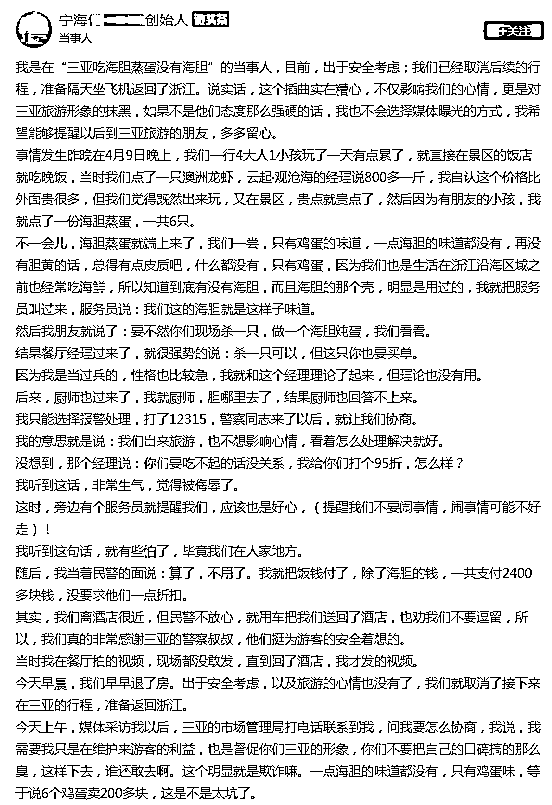 宁海 创始人
当事人
关注
我是在“三亚吃海胆蒸蛋没有海胆”的当事人，目前，出于安全考虑；我们已经取消后续的行
程，准备隔天坐飞机返回了浙江。说实话，这个插曲实在糟心，不仅影响我们的心情，更是对
三亚旅游形象的抹黑，如果不是他们态度那么强硬的话，我也不会选择媒体曝光的方式，我希
望能够提醒以后到三亚旅游的朋友，多多留心。
事情发生昨晚在4月9日晚上，我们一行4大人1小孩玩了一天有点累了，就直接在景区的饭店
就吃晚饭，当时我们点了一只澳洲龙虾，云起·观沧海的经理说800多一斤，我自认这个价格比
外面贵很多，但我们觉得既然出来玩，又在景区，贵点就贵点了，然后因为有朋友的小孩，我
就点了一份海胆蒸蛋，一共6只。
不一会儿，海胆蒸蛋就端上来了，我们一尝，只有鸡蛋的味道，一点海胆的味道都没有，再没
有胆黄的话，总得有点皮质吧，什么都没有，只有鸡蛋，因为我们也是生活在浙江沿海区域之
前也经常吃海鲜，所以知道到底有没有海胆，而且海胆的那个壳，明显是用过的，我就把服务
员叫过来，服务员说：我们这的海胆就是这样子味道。
然后我朋友就说了：要不然你们现场杀一只，做一个海胆炖蛋，我们看看。
结果餐厅经理过来了，就很强势的说：杀一只可以，但这只你也要买单。
因为我是当过兵的，性格也比较急，我就和这个经理理论了起来，但理论也没有用。
后来，厨师也过来了，我就厨师，胆哪里去了，结果厨师也回答不上来。
我只能选择报警处理，打了12315，警察同志来了以后，就让我们协商。
我的意思就是说：我们出来旅游，也不想影响心情，看着怎么处理解决就好。
没想到，那个经理说：你们要吃不起的话没关系，我给你们打个95折，怎么样？
我听到这话，非常生气，觉得被侮辱了。
这时，旁边有个服务员就提醒我们，应该也是好心，（提醒我们不要闹事情，闹事情可能不好
走）！
我听到这句话，就有些怕了，毕竟我们在人家地方。
随后，我当着民警的面说：算了，不用了。我就把饭钱付了，除了海胆的钱，一共支付2400
多块钱，没要求他们一点折扣。
其实，我们离酒店很近，但民警不放心，就用车把我们送回了酒店，也劝我们不要逗留，所
以，我们真的非常感谢三亚的警察叔叔，他们挺为游客的安全着想的。
当时我在餐厅拍的视频，现场都没敢发，直到回了酒店，我才发的视频。
今天早晨，我们早早退了房。出于安全考虑，以及旅游的心情也没有了，我们就取消了接下来
在三亚的行程，准备返回浙江。
今天上午，媒体采访我以后，三亚的市场管理局打电话联系到我，问我要怎么协商，我说，我
需要我只是在维护来游客的利益，也是督促你们三亚的形象，你们不要把自己的口碑搞的那么
臭，这样下去，谁还敢去啊。这个明显就是欺诈嘛。一点海胆的味道都没有，只有鸡蛋味，等
于说6个鸡蛋卖200多块，这是不是太坑了。